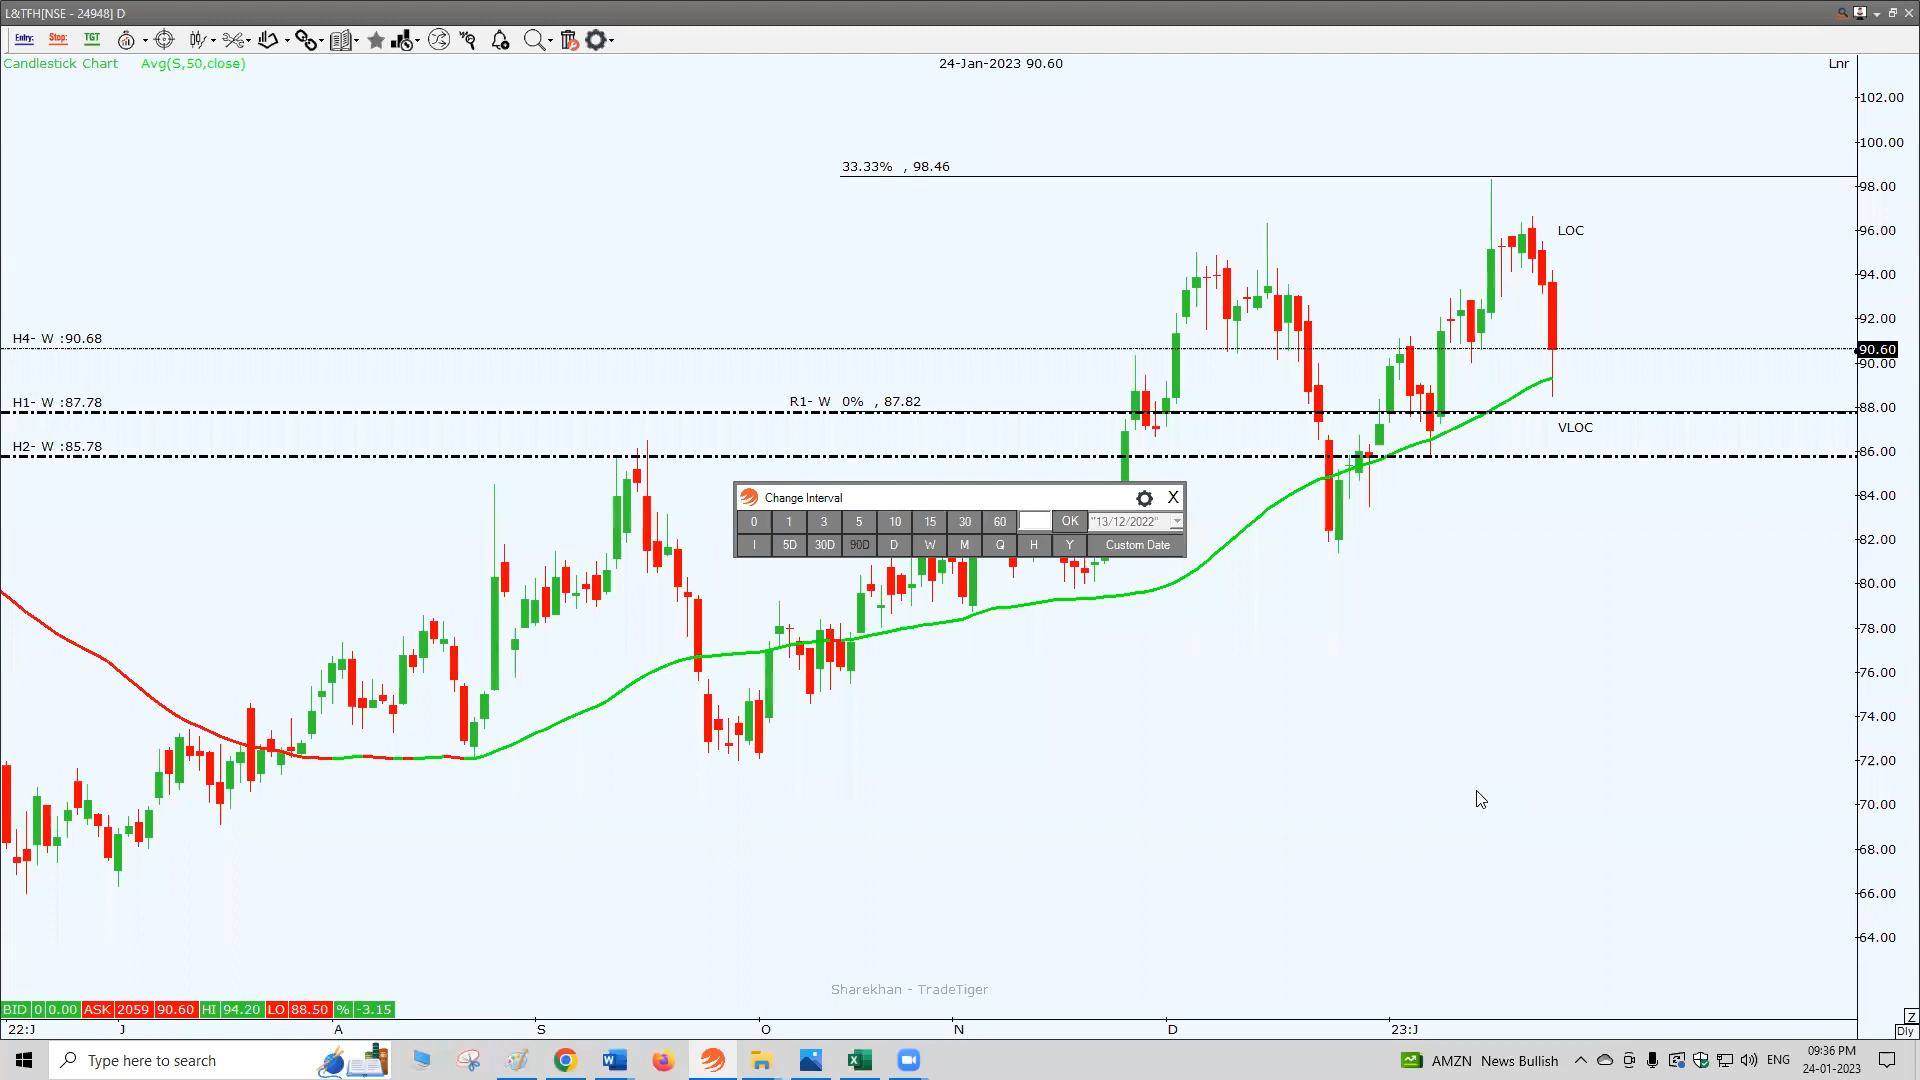 L&TFH[NSE - 24948] D
Entry: Stop: TGT
Candlestick Chart Avg(S,50,close) 24-Jan-2023 90.60 Lnr
102.00
100.00
33.33% , 98.46
98.00
96.00
LOC
94.00
92.00
H4- W :90.68
90.60
90.00
H1- W :87.78 R1- W 0% , 87.82
88.00
VLOC
H2- W :85.78
86.00
84.00
Change Interval X
0 1 3 5 10 15 30 60 OK "13/12/2022"
I 5D 30D 90D D W M Q H Y Custom Date
82.00
80.00
78.00
76.00
74.00
72.00
70.00
68.00
66.00
64.00
Sharekhan - TradeTiger
BID 0 0.00 ASK 2059 90.60 HI 94.20 LO 88.50 % -3.15
Z
22:J J A S O N D 23:J Dly
Type here to search AMZN News Bullish ENG 09:36 PM
24-01-2023